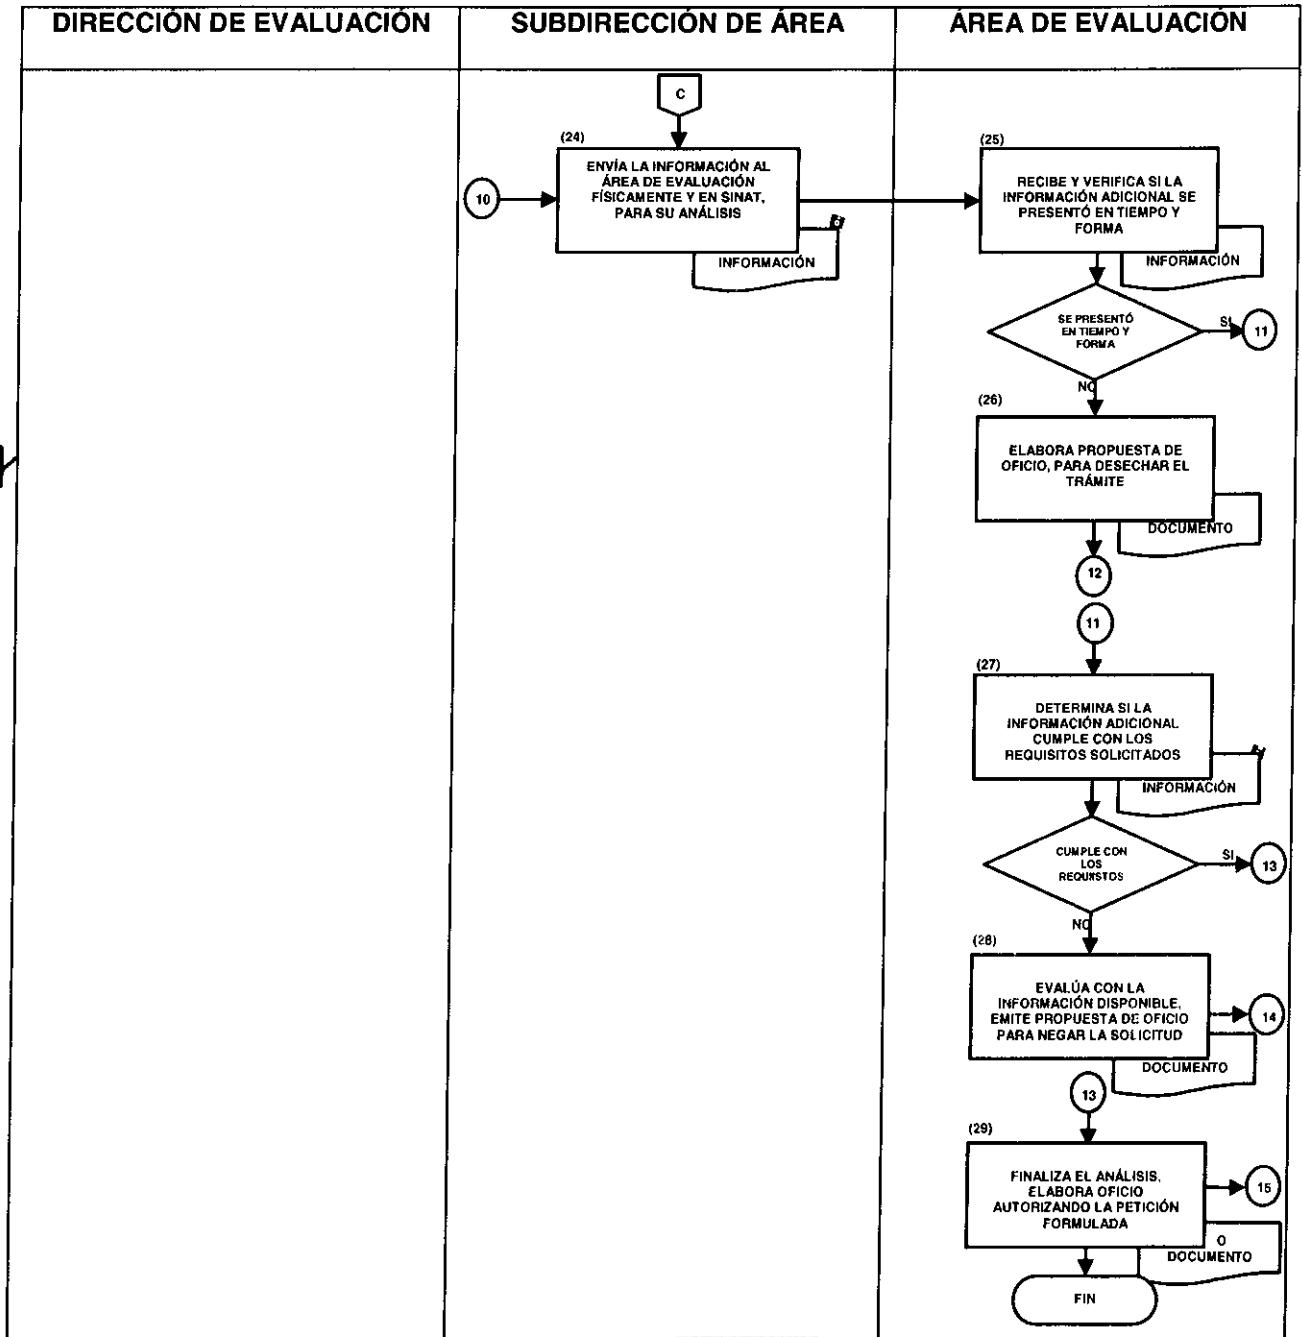 DIRECCIÓN DE EVALUACIÓN
SUBDIRECCIÓN DE ÁREA
ÁREA DE EVALUACIÓN
C
(24)
ENVÍA LA INFORMACIÓN AL
ÁREA DE EVALUACIÓN
FÍSICAMENTE Y EN SINAT,
PARA SU ANÁLISIS
10
INFORMACIÓN
(25)
RECIBE Y VERIFICA SI LA
INFORMACIÓN ADICIONAL SE
PRESENTÓ EN TIEMPO Y
FORMA
INFORMACIÓN
SE PRESENTÓ
EN TIEMPO Y
FORMA
SI
11
NO
(26)
ELABORA PROPUESTA DE
OFICIO, PARA DESECHAR EL
TRÁMITE
DOCUMENTO
12
11
(27)
DETERMINA SI LA
INFORMACIÓN ADICIONAL
CUMPLE CON LOS
REQUISITOS SOLICITADOS
INFORMACIÓN
CUMPLE CON
LOS
REQUISTOS
SI
13
NO
(28)
EVALÚA CON LA
INFORMACIÓN DISPONIBLE,
EMITE PROPUESTA DE OFICIO
PARA NEGAR LA SOLICITUD
14
DOCUMENTO
13
(29)
FINALIZA EL ANÁLISIS,
ELABORA OFICIO
AUTORIZANDO LA PETICIÓN
FORMULADA
15
O
DOCUMENTO
FIN